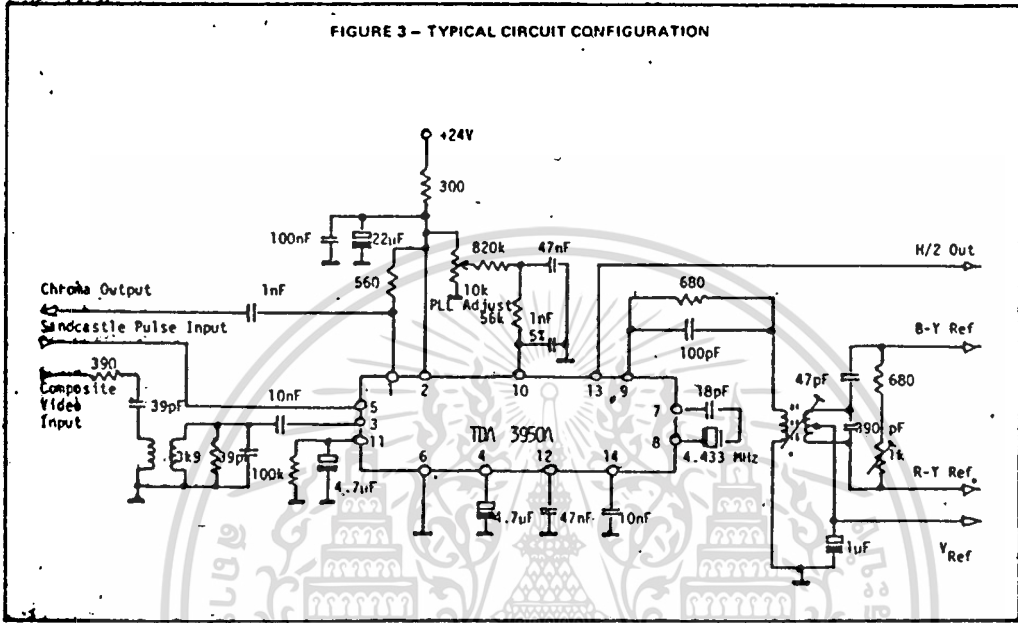 FIGURE 3 – TYPICAL CIRCUIT CONFIGURATION
+24V
300
100nF
22uF
820k
47nF
H/2 Out
560
10k
PLL Adjust
680
Chroma Output
1nF
56k
1nF
5%
100pF
B-Y Ref
Sandcastle Pulse Input
390
Composite
Video
Input
39pF
10nF
1
2
10
13
9
47pF
680
5
3
11
7
8
18pF
TDA 3950A
4.433 MHz
390 pF
1k
3k9
39pF
100k
4.7uF
6
4
12
14
R-Y Ref.
4.7uF
47nF
10nF
1uF
VRef